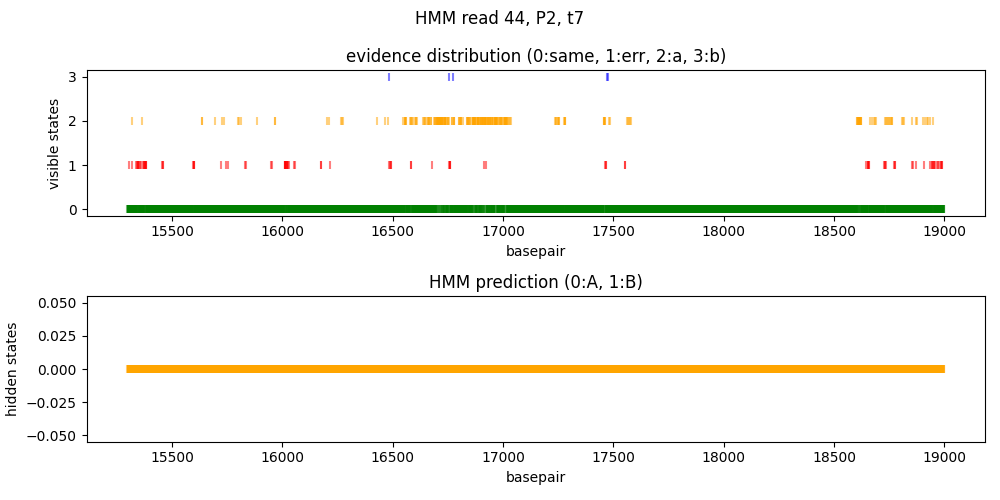 HMM read 44, P2, t7
evidence distribution (0:same, 1:err, 2:a, 3:b)
visible states
3
2
1
0
15500 16000 16500 17000 17500 18000 18500 19000
basepair
HMM prediction (0:A, 1:B)
hidden states
0.050
0.025
0.000
−0.025
−0.050
15500 16000 16500 17000 17500 18000 18500 19000
basepair